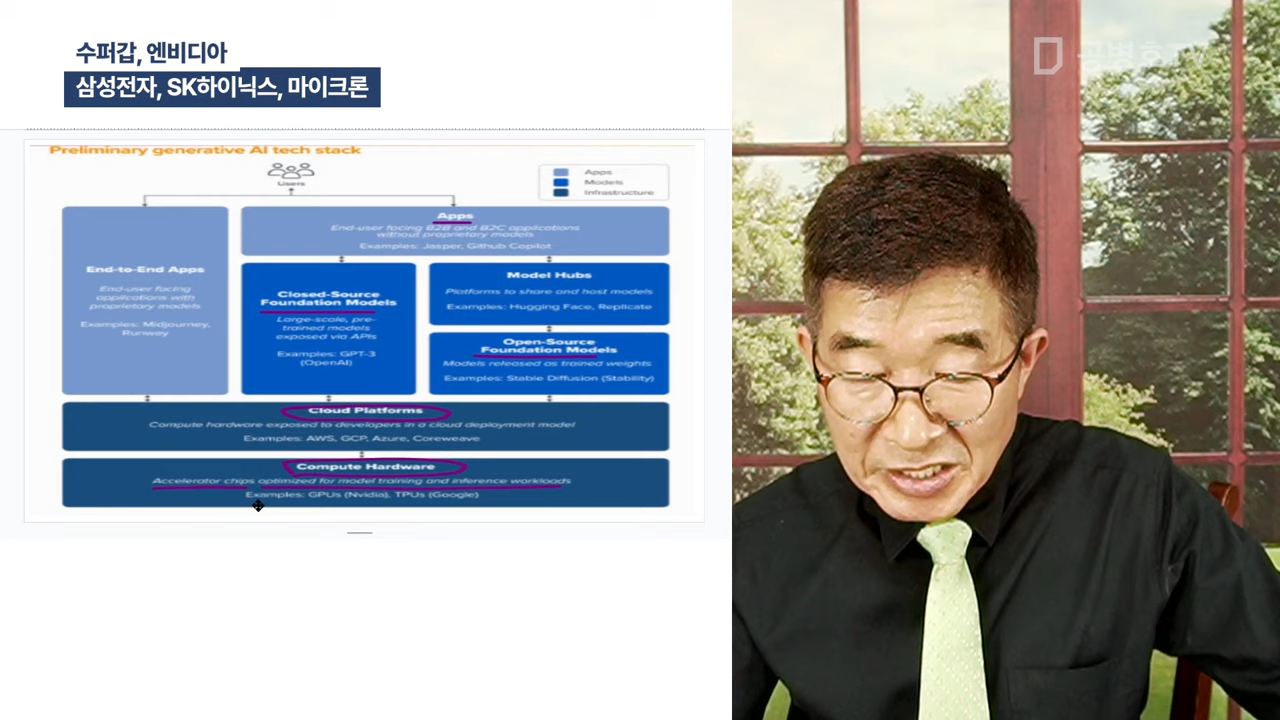 수퍼갑, 엔비디아
삼성전자, SK하이닉스, 마이크론
공병호TV
Preliminary generative AI tech stack
Users
Apps
Models
Infrastructure
Apps
End-user facing B2B and B2C applications
without proprietary models
Examples: Jasper, Github Copilot
End-to-End Apps
End-user facing
applications with
proprietary models
Examples: Midjourney,
Runway
Closed-Source
Foundation Models
Large-scale, pre-
trained models
exposed via APIs
Examples: GPT-3
(OpenAI)
Model Hubs
Platforms to share and host models
Examples: Hugging Face, Replicate
Open-Source
Foundation Models
Models released as trained weights
Examples: Stable Diffusion (Stability)
Cloud Platforms
Compute hardware exposed to developers in a cloud deployment model
Examples: AWS, GCP, Azure, Coreweave
Compute Hardware
Accelerator chips optimized for model training and inference workloads
Examples: GPUs (Nvidia), TPUs (Google)